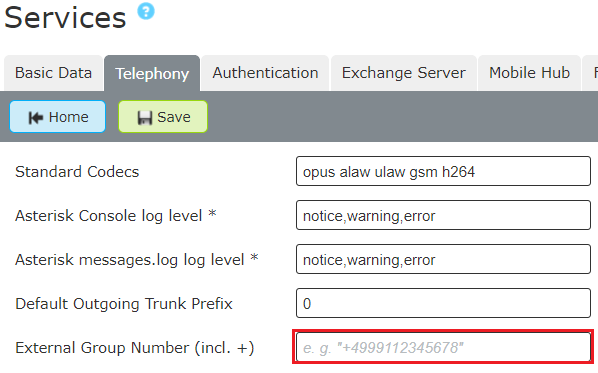 Services ?
Basic Data Telephony Authentication Exchange Server Mobile Hub
Home Save
Standard Codecs opus alaw ulaw gsm h264
Asterisk Console log level * notice,warning,error
Asterisk messages.log log level * notice,warning,error
Default Outgoing Trunk Prefix 0
External Group Number (incl. +) e. g. "+4999112345678"